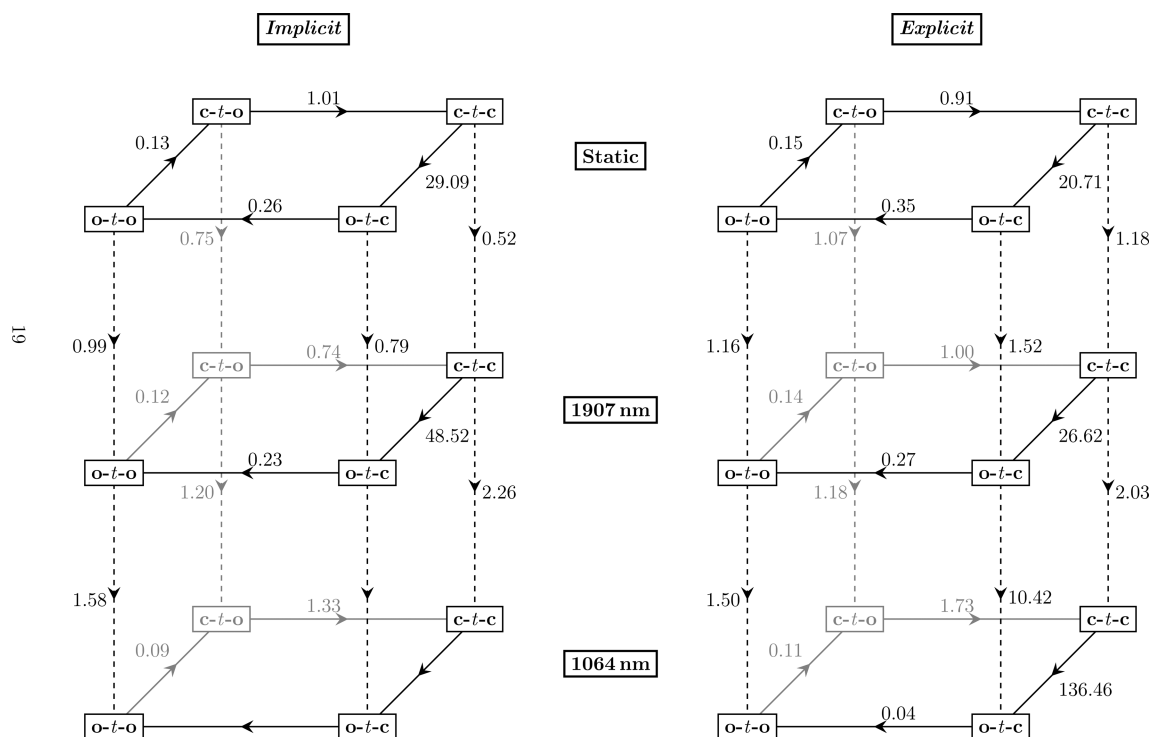 Implicit Explicit
1.01 0.91
c-t-o c-t-c c-t-o c-t-c
0.13 0.15
Static
29.09 20.71
0.26 0.35
o-t-o o-t-c o-t-o o-t-c
0.75 0.52 1.07 1.18
19
0.99 0.79 1.16 1.52
0.74 1.00
c-t-o c-t-c c-t-o c-t-c
0.12 0.14
1907 nm
48.52 26.62
0.23 0.27
o-t-o o-t-c o-t-o o-t-c
1.20 2.26 1.18 2.03
1.58 1.50 10.42
1.33 1.73
c-t-o c-t-c c-t-o c-t-c
0.09 0.11
1064 nm
136.46
0.04
o-t-o o-t-c o-t-o o-t-c